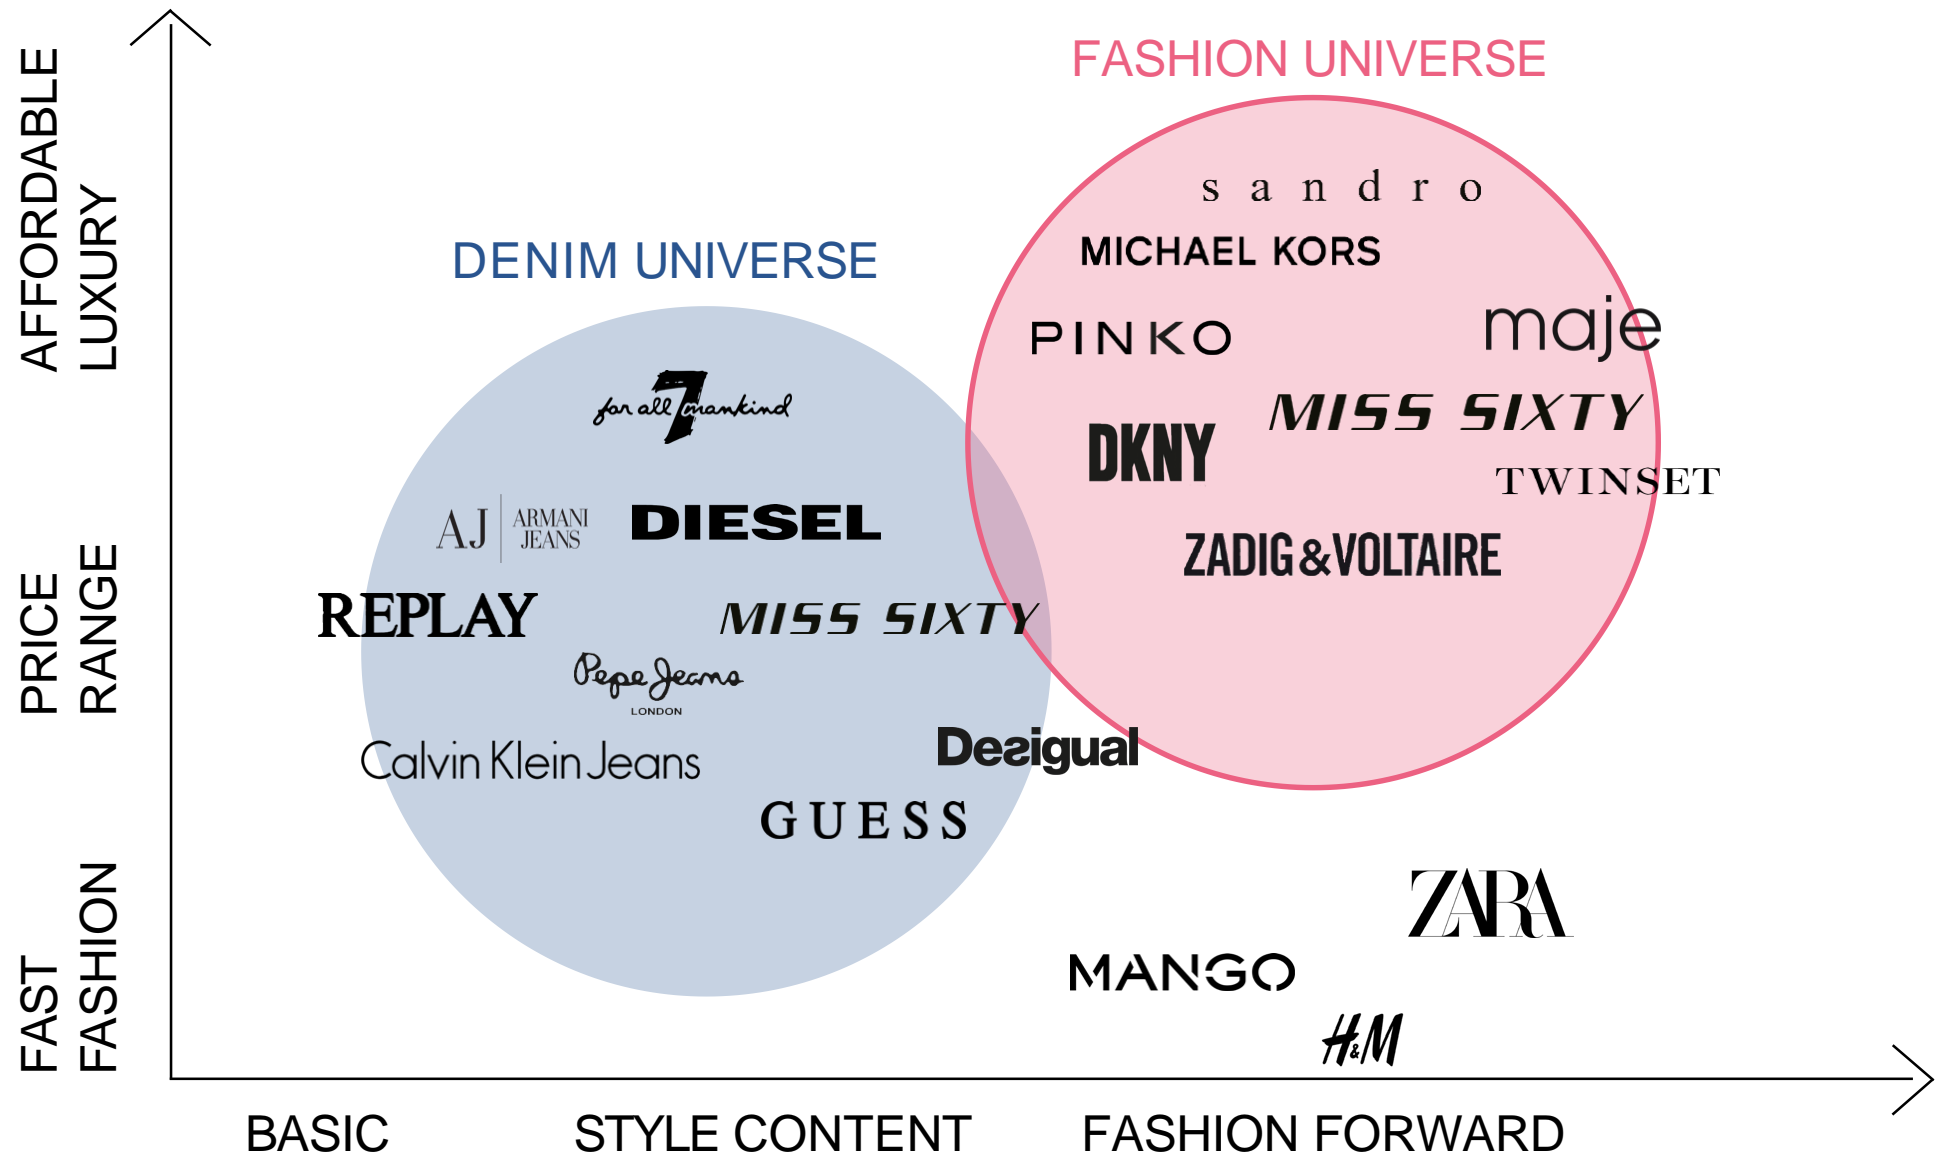 FASHION UNIVERSE
sandro
MICHAEL KORS
PINKO
maje
MISS SIXTY
DKNY
TWINSET
ZADIG&VOLTAIRE
DENIM UNIVERSE
7
for all mankind
AJ
ARMANI
JEANS
DIESEL
REPLAY
MISS SIXTY
Pepe Jeans
LONDON
Calvin Klein Jeans
Desigual
GUESS
ZARA
MANGO
H&M
AFFORDABLE
LUXURY
PRICE
RANGE
FAST
FASHION
BASIC
STYLE CONTENT
FASHION FORWARD